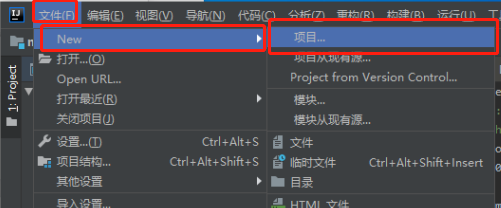 IJ 文件(F) 编辑(E) 视图(V) 导航(N) 代码(C) 分析(Z) 重构(R) 构建(B) 运行(U)
New
打开...(O)
Open URL...
打开最近(R)
关闭项目(J)
设置...(T) Ctrl+Alt+S
项目结构... Ctrl+Alt+Shift+S
其他设置
导入设置...
项目...
项目从现有源...
Project from Version Control...
模块...
模块从现有源...
文件
临时文件 Ctrl+Alt+Shift+Insert
目录
HTML 文件
1: Project